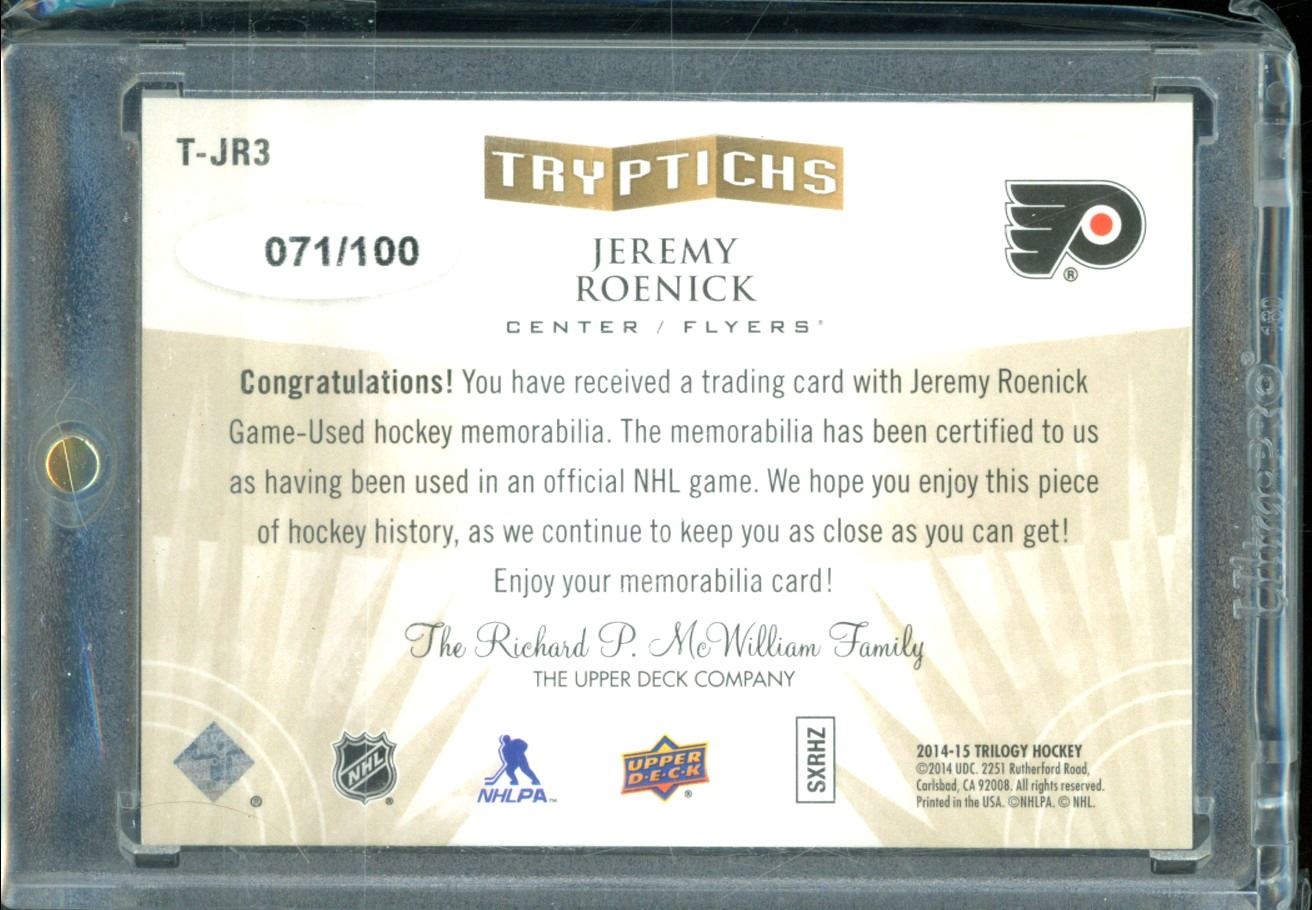 T-JR3
TRYPTICHS
071/100
JEREMY
ROENICK
CENTER / FLYERS
®
Congratulations! You have received a trading card with Jeremy Roenick
Game-Used hockey memorabilia. The memorabilia has been certified to us
as having been used in an official NHL game. We hope you enjoy this piece
of hockey history, as we continue to keep you as close as you can get!
Enjoy your memorabilia card!
The Richard P. McWilliam Family
THE UPPER DECK COMPANY
NHL
®
NHLPA™
UPPER
D·E·C·K
®
SXRHZ
2014-15 TRILOGY HOCKEY
©2014 UDC. 2251 Rutherford Road,
Carlsbad, CA 92008. All rights reserved.
Printed in the USA. ©NHLPA. © NHL.
ultra·PRO®
180